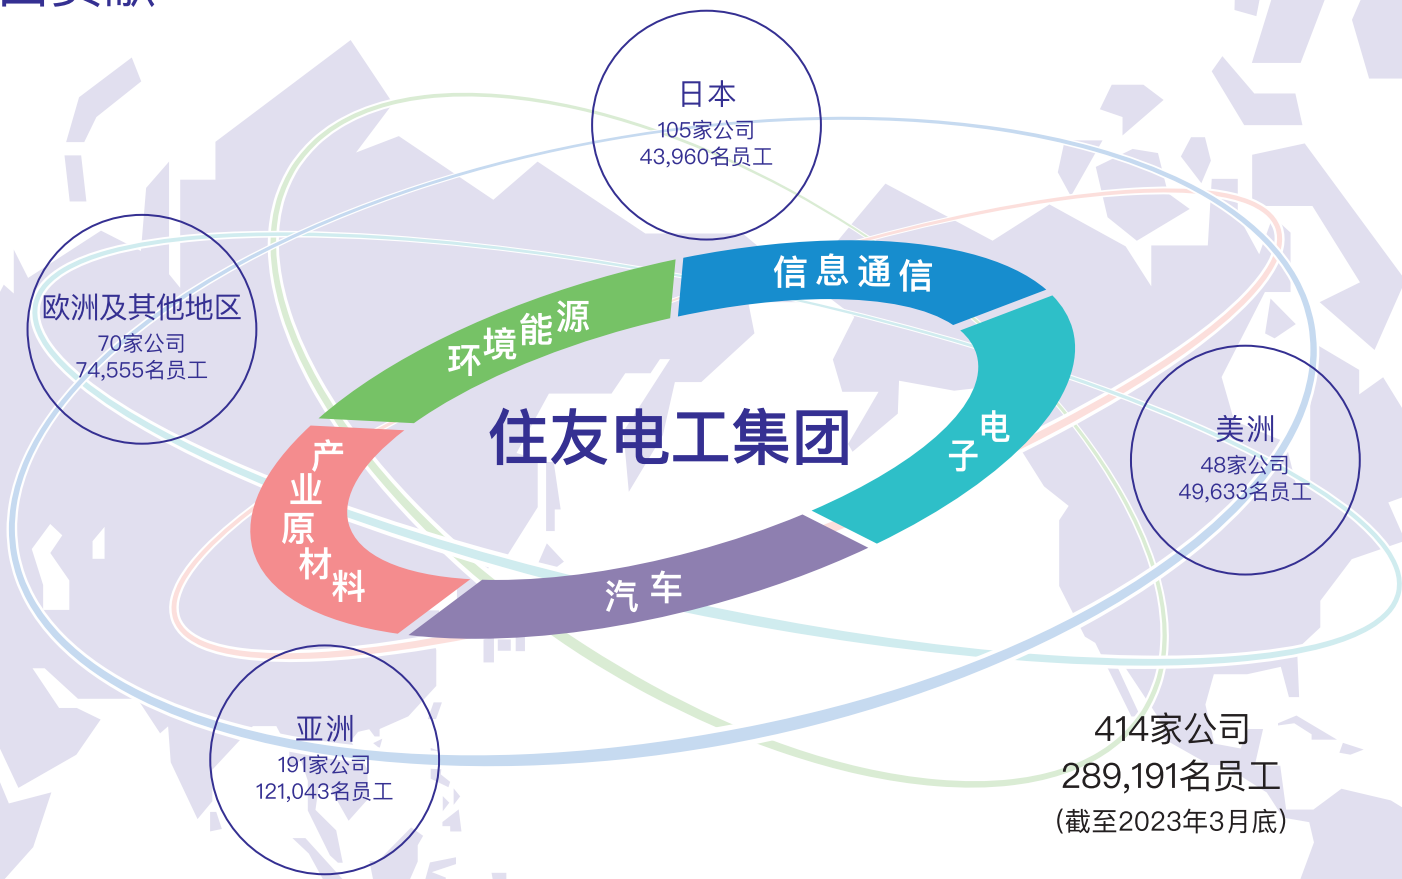 日本
105家公司
43,960名员工
欧洲及其他地区
70家公司
74,555名员工
信息通信
环境能源
住友电工集团
电子
美洲
48家公司
49,633名员工
产业原材料
汽车
亚洲
191家公司
121,043名员工
414家公司
289,191名员工
(截至2023年3月底)